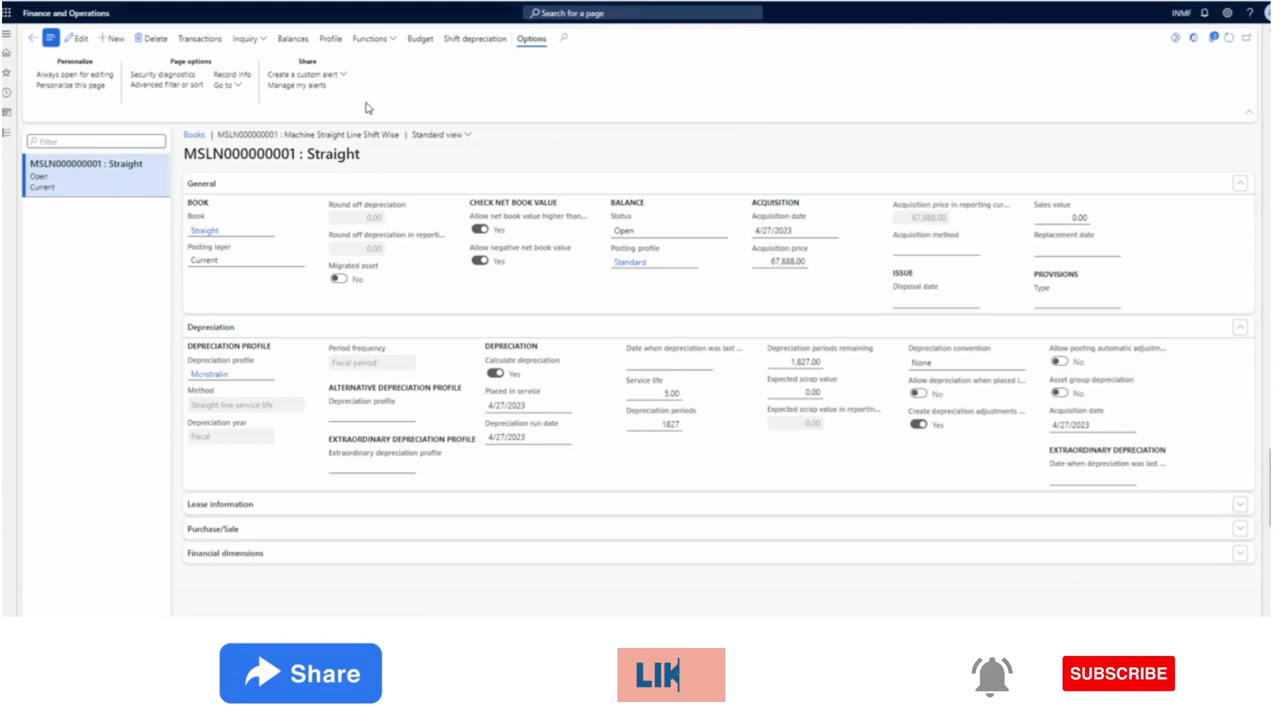 Finance and Operations
Search for a page
INMF
Edit
New
Delete
Transactions
Inquiry
Balances
Profile
Functions
Budget
Shift depreciation
Options
Personalize
Always open for editing
Personalize this page
Page options
Security diagnostics
Advanced filter or sort
Record info
Go to
Share
Create a custom alert
Manage my alerts
Filter
MSLN000000001 : Straight
Open
Current
Books | MSLN000000001 : Machine Straight Line Shift Wise | Standard view
MSLN000000001 : Straight
General
BOOK
Book
Straight
Posting layer
Current
Round off depreciation
0.00
Round off depreciation in reporti...
0.00
Migrated asset
No
CHECK NET BOOK VALUE
Allow net book value higher than...
Yes
Allow negative net book value
Yes
BALANCE
Status
Open
Posting profile
Standard
ACQUISITION
Acquisition date
4/27/2023
Acquisition price
67,888.00
Acquisition price in reporting cur...
67,888.00
Acquisition method
ISSUE
Disposal date
Sales value
0.00
Replacement date
PROVISIONS
Type
Depreciation
DEPRECIATION PROFILE
Depreciation profile
Mcnstralin
Method
Straight line service life
Depreciation year
Fiscal
Period frequency
Fiscal period
ALTERNATIVE DEPRECIATION PROFILE
Depreciation profile
EXTRAORDINARY DEPRECIATION PROFILE
Extraordinary depreciation profile
DEPRECIATION
Calculate depreciation
Yes
Placed in service
4/27/2023
Depreciation run date
4/27/2023
Date when depreciation was last ...
Service life
5.00
Depreciation periods
1827
Depreciation periods remaining
1,827.00
Expected scrap value
0.00
Expected scrap value in reportin...
0.00
Depreciation convention
None
Allow depreciation when placed i...
No
Create depreciation adjustments ...
Yes
Allow posting automatic adjustm...
No
Asset group depreciation
No
Acquisition date
4/27/2023
EXTRAORDINARY DEPRECIATION
Date when depreciation was last ...
Lease information
Purchase/Sale
Financial dimensions
Share
LIK
SUBSCRIBE